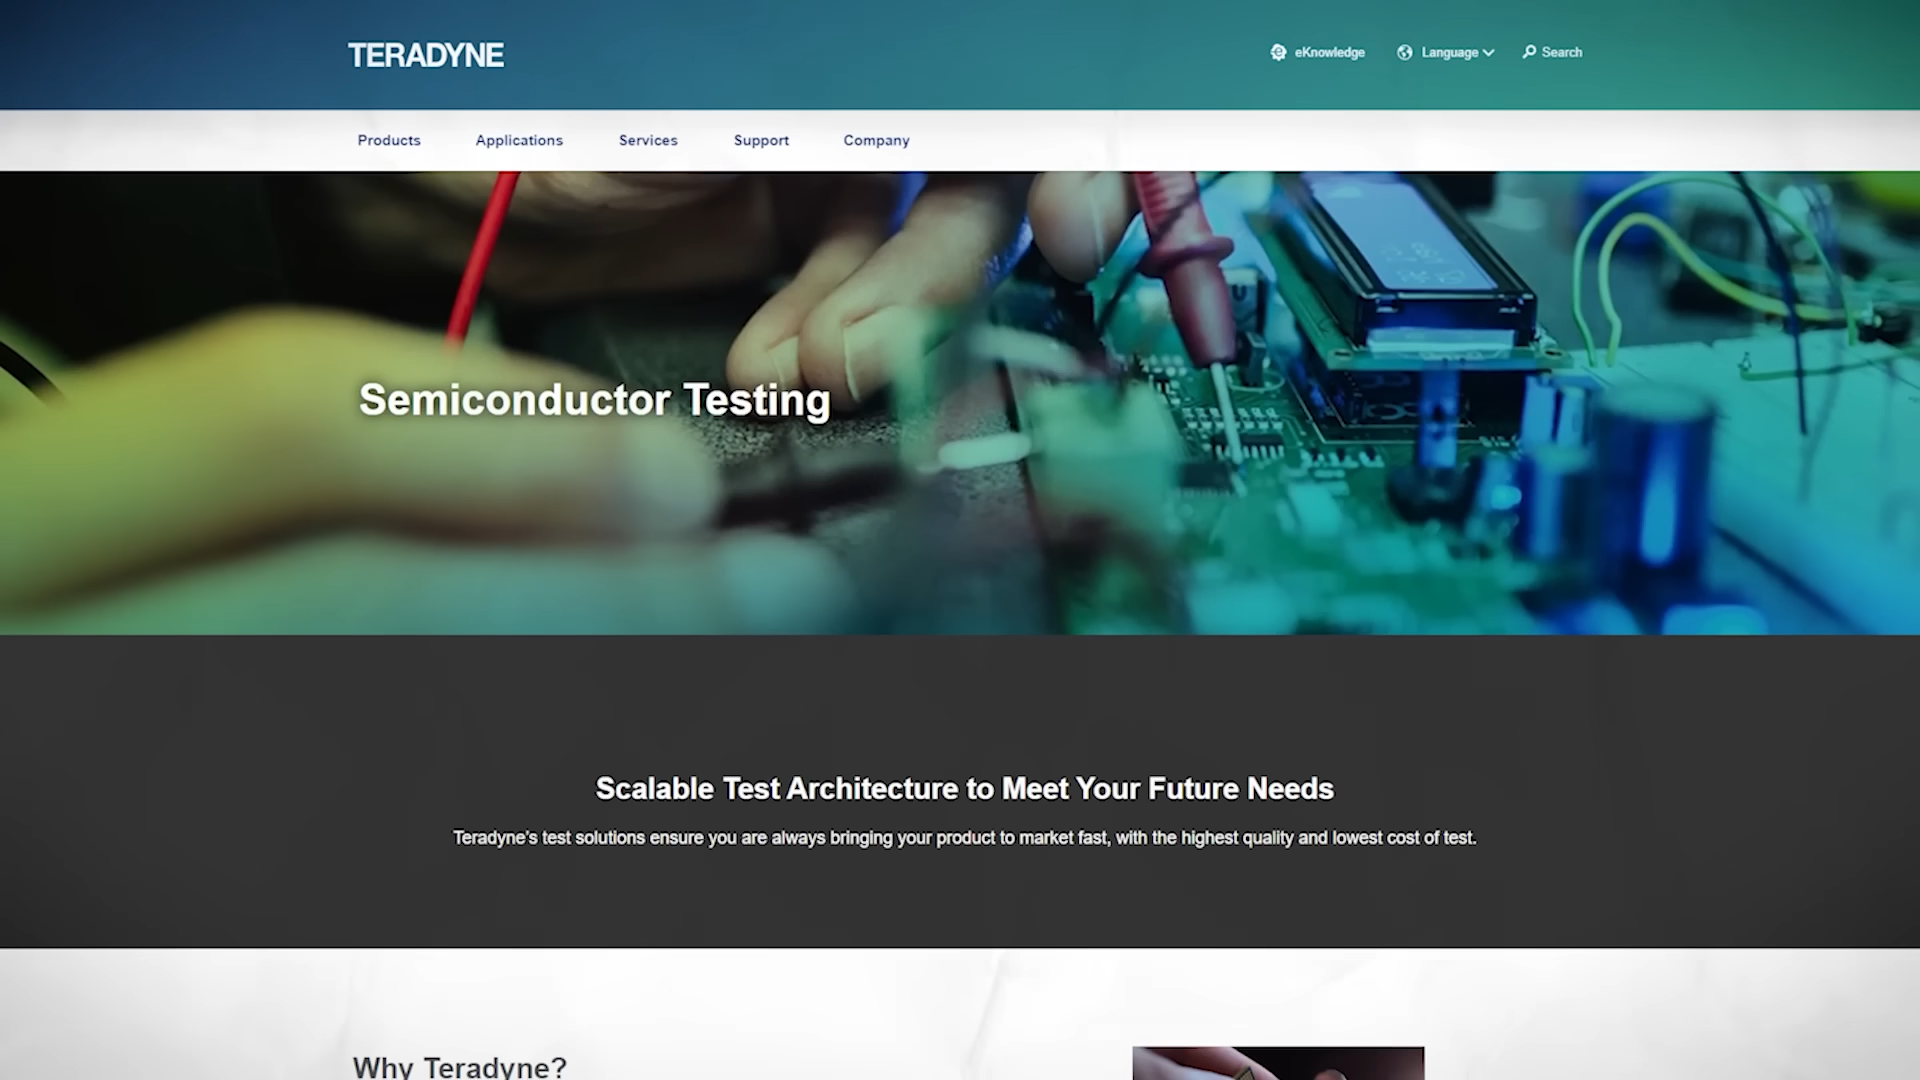 TERADYNE
eKnowledge
Language
Search
Products
Applications
Services
Support
Company
Semiconductor Testing
Scalable Test Architecture to Meet Your Future Needs
Teradyne's test solutions ensure you are always bringing your product to market fast, with the highest quality and lowest cost of test.
Why Teradyne?